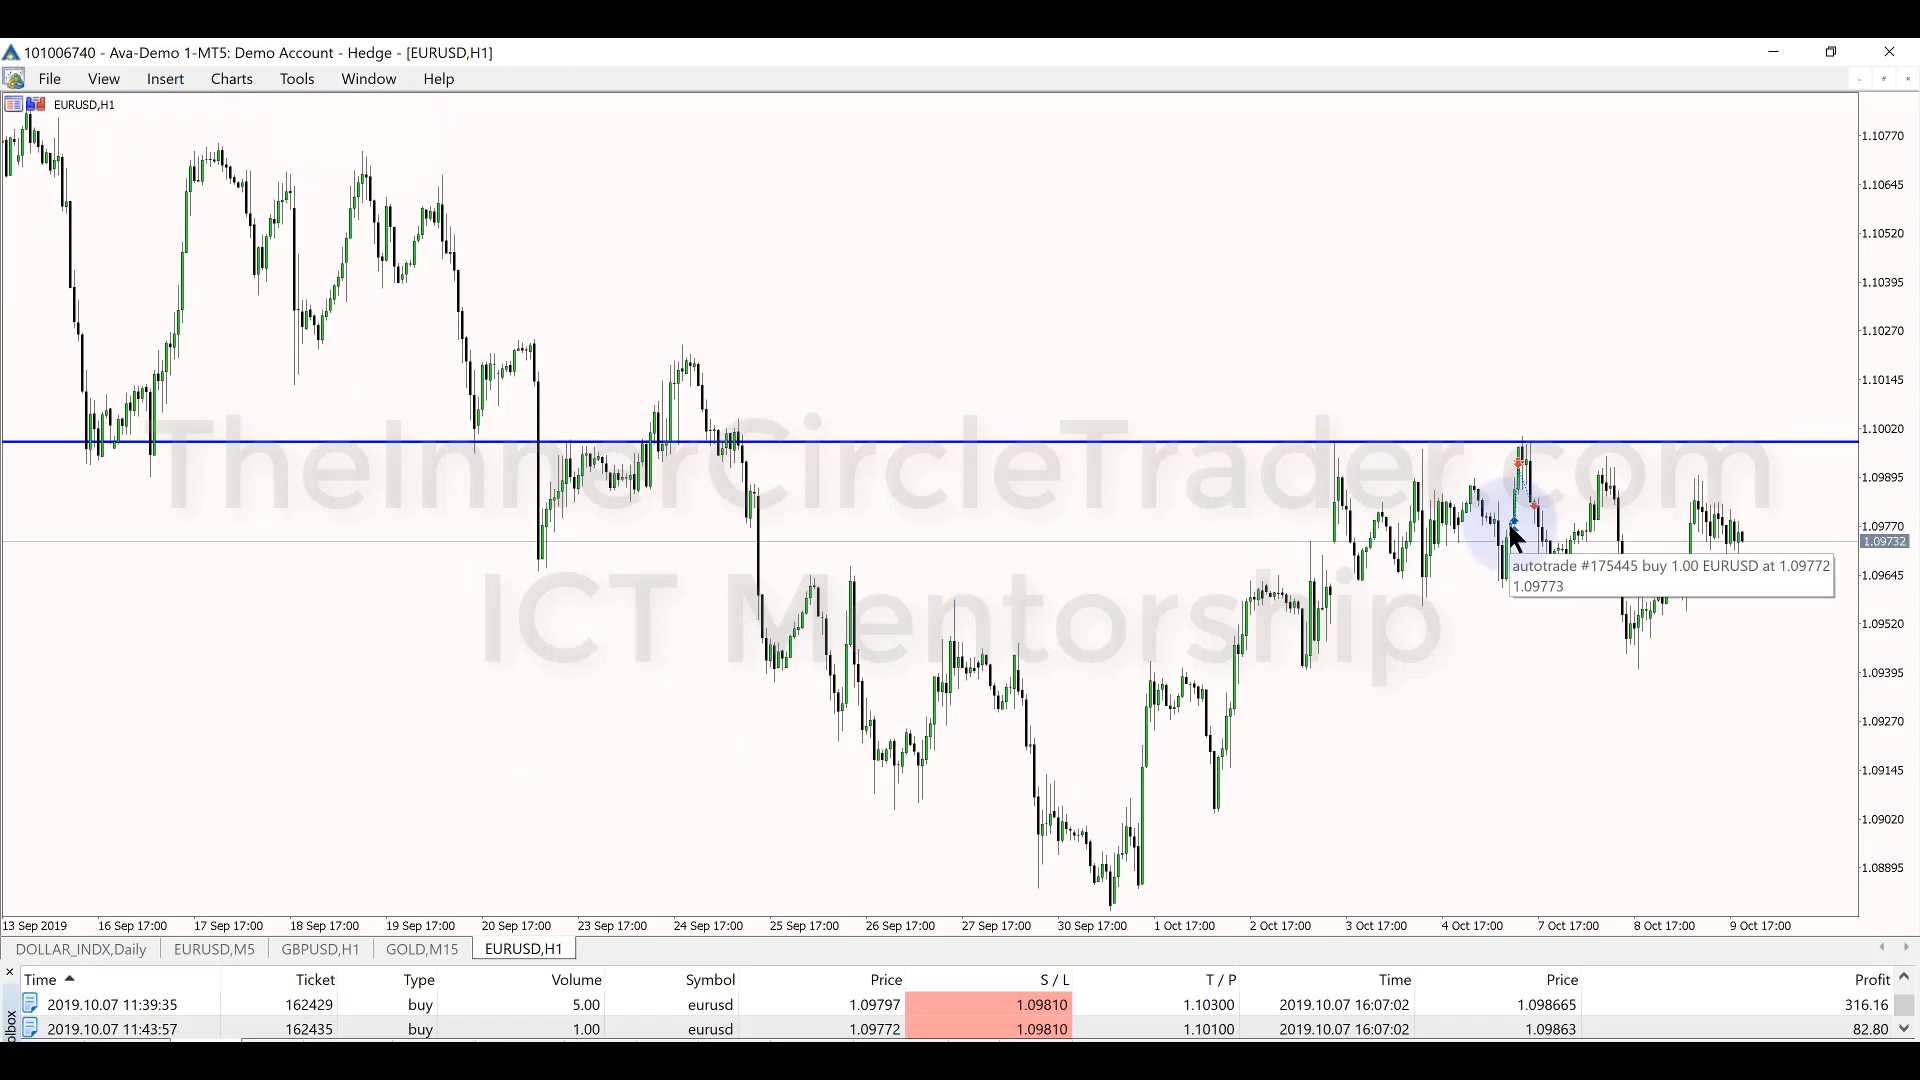 101006740 - Ava-Demo 1-MT5: Demo Account - Hedge - [EURUSD,H1]
File View Insert Charts Tools Window Help
EURUSD,H1
1.10770
1.10645
1.10520
1.10395
1.10270
1.10145
1.10020
1.09895
1.09770
1.09732
1.09645
1.09520
1.09395
1.09270
1.09145
1.09020
1.08895
TheInnerCircleTrader.com
ICT Mentorship
autotrade #175445 buy 1.00 EURUSD at 1.09772
1.09773
13 Sep 2019 16 Sep 17:00 17 Sep 17:00 18 Sep 17:00 19 Sep 17:00 20 Sep 17:00 23 Sep 17:00 24 Sep 17:00 25 Sep 17:00 26 Sep 17:00 27 Sep 17:00 30 Sep 17:00 1 Oct 17:00 2 Oct 17:00 3 Oct 17:00 4 Oct 17:00 7 Oct 17:00 8 Oct 17:00 9 Oct 17:00
DOLLAR_INDX,Daily EURUSD,M5 GBPUSD,H1 GOLD,M15 EURUSD,H1
Time Ticket Type Volume Symbol Price S / L T / P Time Price Profit
2019.10.07 11:39:35 162429 buy 5.00 eurusd 1.09797 1.09810 1.10300 2019.10.07 16:07:02 1.098665 316.16
2019.10.07 11:43:57 162435 buy 1.00 eurusd 1.09772 1.09810 1.10100 2019.10.07 16:07:02 1.09863 82.80